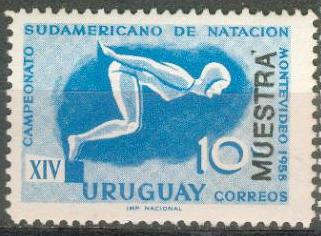 CAMPEONATO
SUDAMERICANO DE NATACION
MONTEVIDEO 1958
MUESTRA
10
XIV
URUGUAY CORREOS
IMP NACIONAL